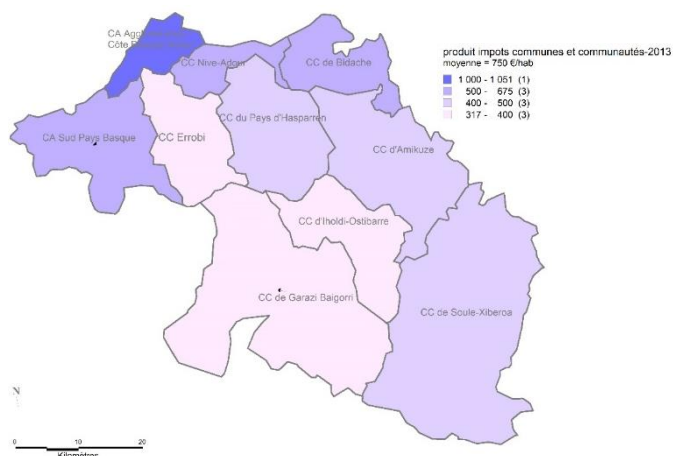 CA Agglo
Côte Basque
CC Nive-Adour
CC de Bidache
CC du Pays d'Hasparren
CC Errobi
CA Sud Pays Basque
CC d'Amikuze
CC d'Iholdi-Ostibarre
CC de Garazi Baigorri
CC de Soule-Xiberoa
produit impots communes et communautés-2013
moyenne = 750 €/hab
1 000 - 1 051 (1)
500 - 675 (3)
400 - 500 (3)
317 - 400 (3)
N
0 10 20
Kilomètres